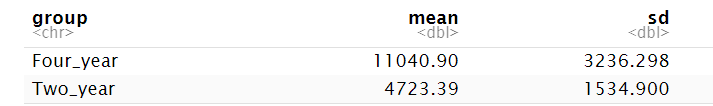 group mean sd
<chr> <dbl> <dbl>
Four_year 11040.90 3236.298
Two_year 4723.39 1534.900